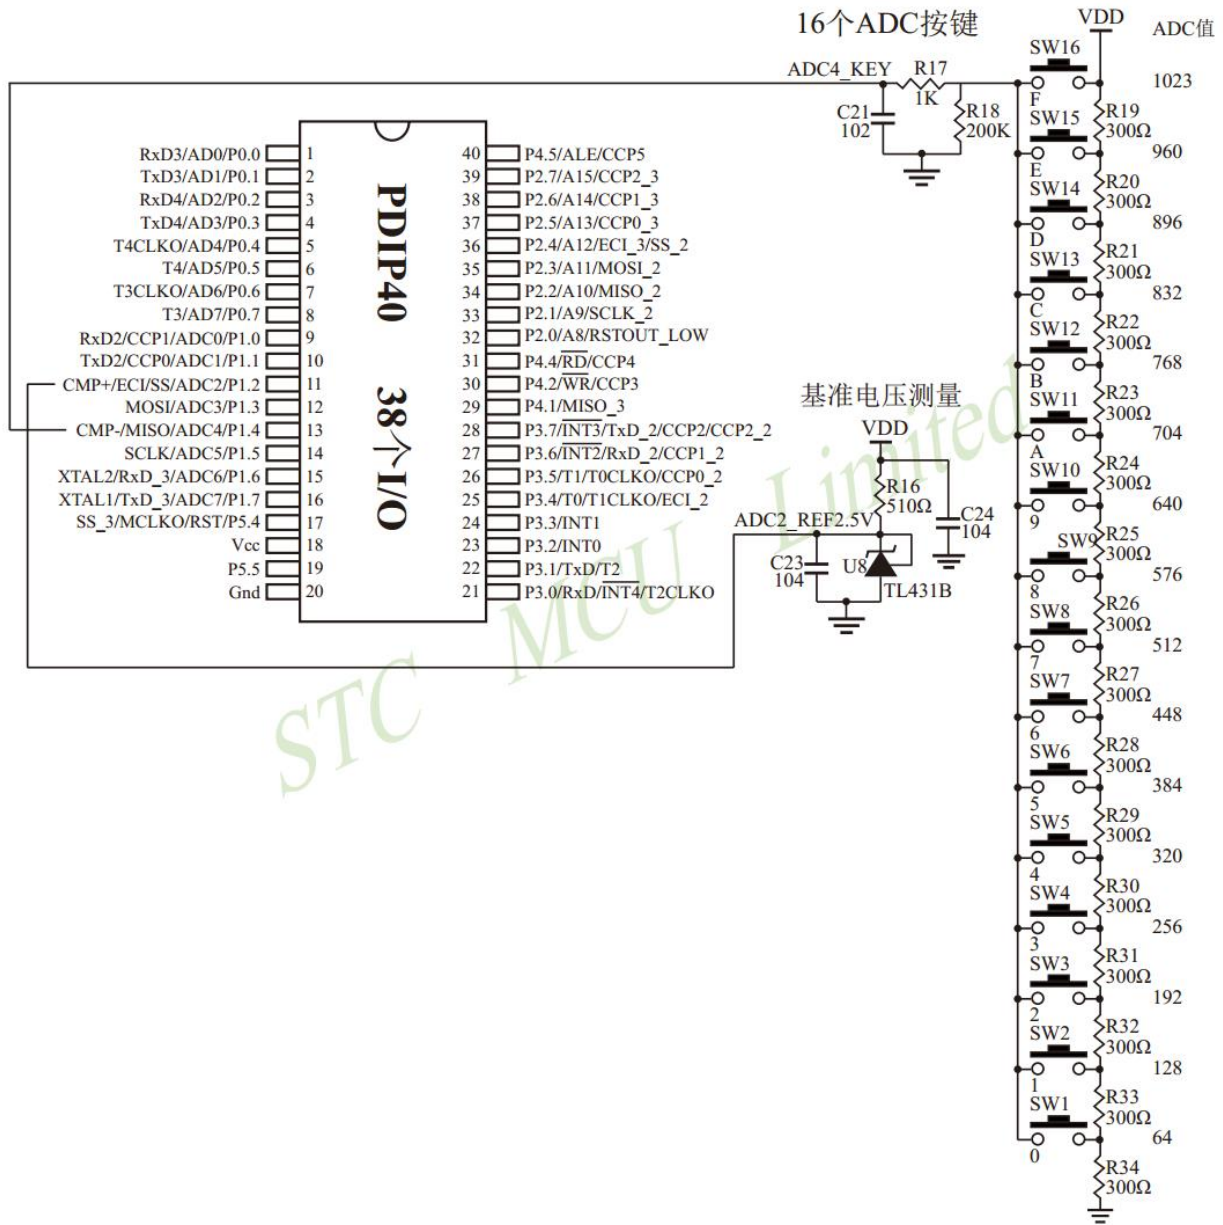 16个ADC按键
VDD
ADC值
ADC4_KEY
R17
1K
C21
102
R18
200K
SW16
1023
F
R19
300Ω
SW15
960
E
R20
300Ω
SW14
896
D
R21
300Ω
SW13
832
C
R22
300Ω
SW12
768
B
R23
300Ω
SW11
704
A
R24
300Ω
SW10
640
9
R25
300Ω
SW9
576
8
R26
300Ω
SW8
512
7
R27
300Ω
SW7
448
6
R28
300Ω
SW6
384
5
R29
300Ω
SW5
320
4
R30
300Ω
SW4
256
3
R31
300Ω
SW3
192
2
R32
300Ω
SW2
128
1
R33
300Ω
SW1
64
0
R34
300Ω
PDIP40 38个I/O
RxD3/AD0/P0.0 1
TxD3/AD1/P0.1 2
RxD4/AD2/P0.2 3
TxD4/AD3/P0.3 4
T4CLKO/AD4/P0.4 5
T4/AD5/P0.5 6
T3CLKO/AD6/P0.6 7
T3/AD7/P0.7 8
RxD2/CCP1/ADC0/P1.0 9
TxD2/CCP0/ADC1/P1.1 10
CMP+/ECI/SS/ADC2/P1.2 11
MOSI/ADC3/P1.3 12
CMP-/MISO/ADC4/P1.4 13
SCLK/ADC5/P1.5 14
XTAL2/RxD_3/ADC6/P1.6 15
XTAL1/TxD_3/ADC7/P1.7 16
SS_3/MCLKO/RST/P5.4 17
Vcc 18
P5.5 19
Gnd 20
40 P4.5/ALE/CCP5
39 P2.7/A15/CCP2_3
38 P2.6/A14/CCP1_3
37 P2.5/A13/CCP0_3
36 P2.4/A12/ECI_3/SS_2
35 P2.3/A11/MOSI_2
34 P2.2/A10/MISO_2
33 P2.1/A9/SCLK_2
32 P2.0/A8/RSTOUT_LOW
31 P4.4/RD/CCP4
30 P4.2/WR/CCP3
29 P4.1/MISO_3
28 P3.7/INT3/TxD_2/CCP2/CCP2_2
27 P3.6/INT2/RxD_2/CCP1_2
26 P3.5/T1/T0CLKO/CCP0_2
25 P3.4/T0/T1CLKO/ECI_2
24 P3.3/INT1
23 P3.2/INT0
22 P3.1/TxD/T2
21 P3.0/RxD/INT4/T2CLKO
基准电压测量
VDD
R16
510Ω
ADC2_REF2.5V
C24
104
C23
104
U8
TL431B
STC MCU Limited